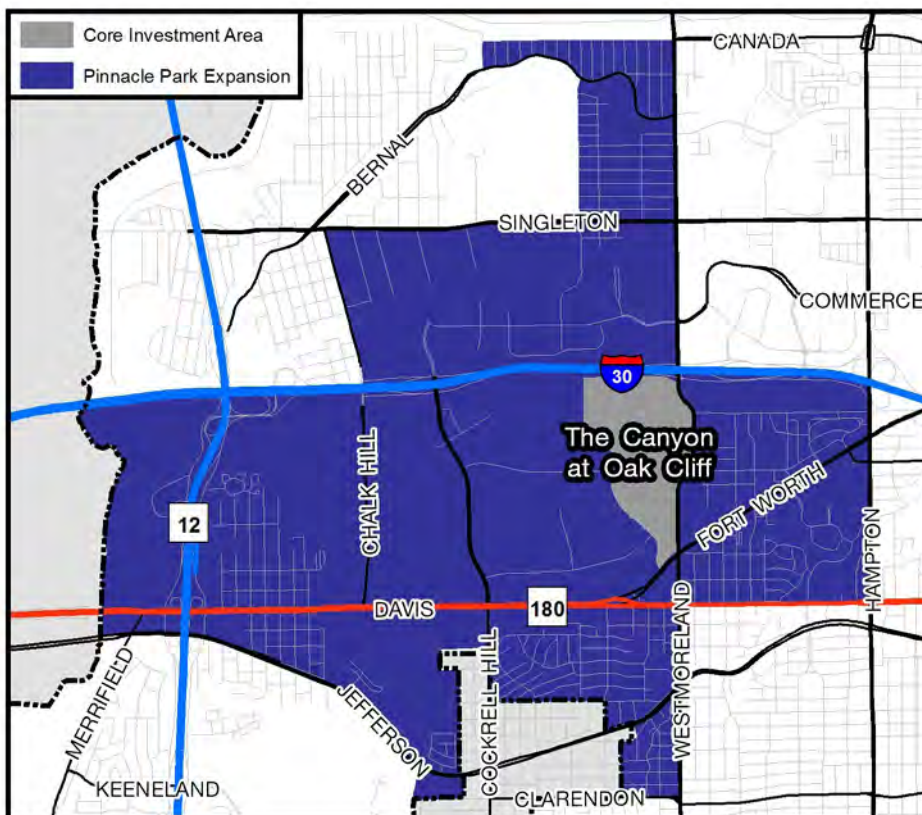 Core Investment Area
Pinnacle Park Expansion
CANADA
BERNAL
SINGLETON
COMMERCE
30
The Canyon
at Oak Cliff
CHALK HILL
FORT WORTH
12
HAMPTON
DAVIS
180
WESTMORELAND
MERRIFIELD
JEFFERSON
COCKRELL HILL
KEENELAND
CLARENDON